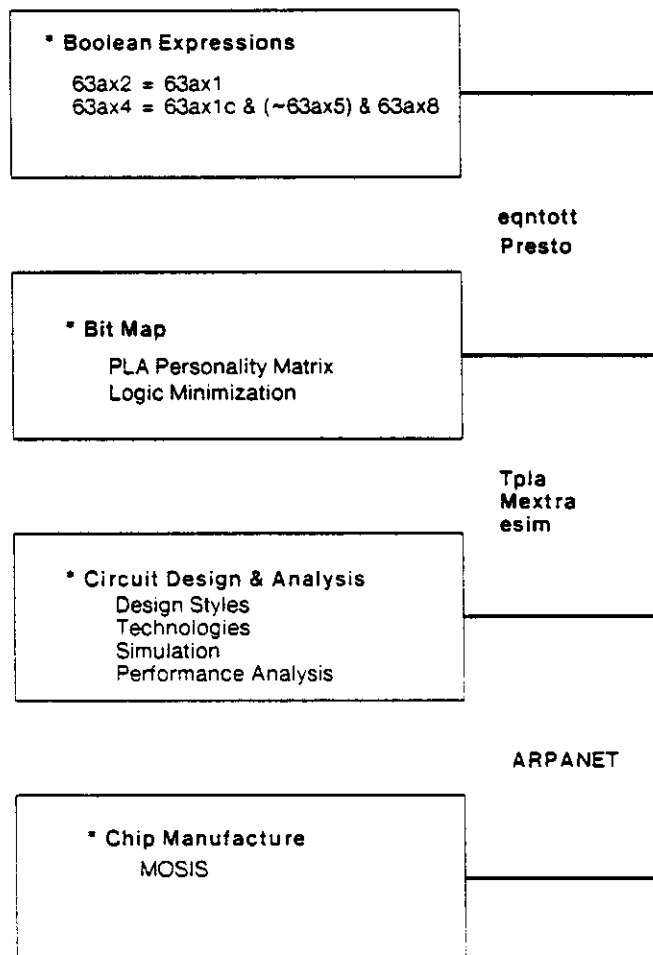 * Boolean Expressions
63ax2 = 63ax1
63ax4 = 63ax1c & (~63ax5) & 63ax8
eqntott
Presto
* Bit Map
PLA Personality Matrix
Logic Minimization
Tpla
Mextra
esim
* Circuit Design & Analysis
Design Styles
Technologies
Simulation
Performance Analysis
ARPANET
* Chip Manufacture
MOSIS